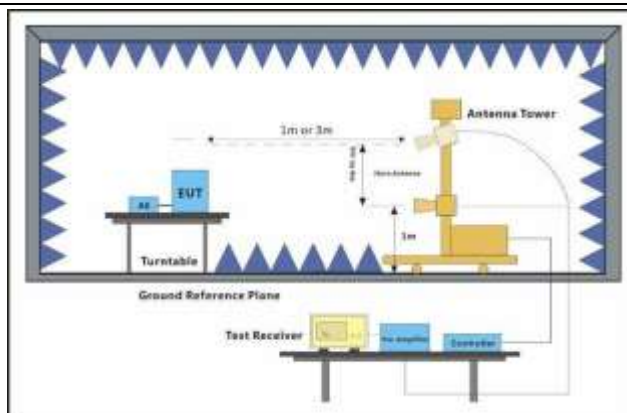 Antenna Tower
1m or 3m
Horn Antenna
EUT
AE
1m
Turntable
Ground Reference Plane
Test Receiver
Pre Amplifier
Controller